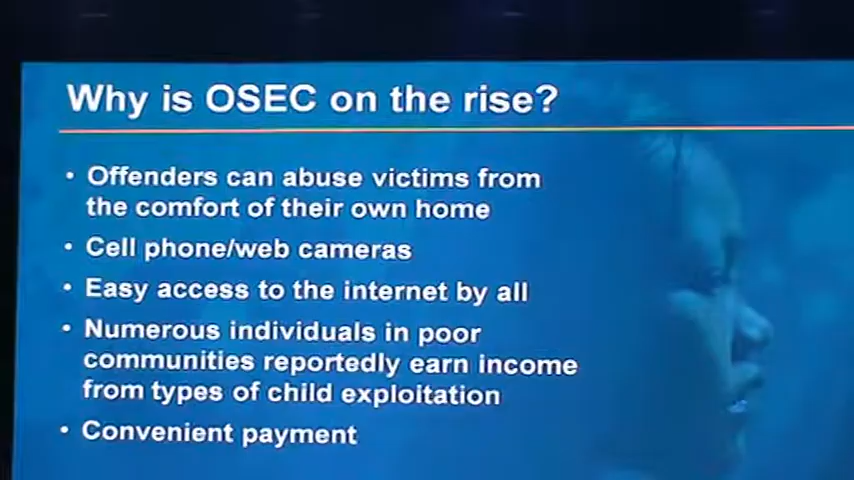 Why is OSEC on the rise?
• Offenders can abuse victims from
the comfort of their own home
• Cell phone/web cameras
• Easy access to the internet by all
• Numerous individuals in poor
communities reportedly earn income
from types of child exploitation
• Convenient payment